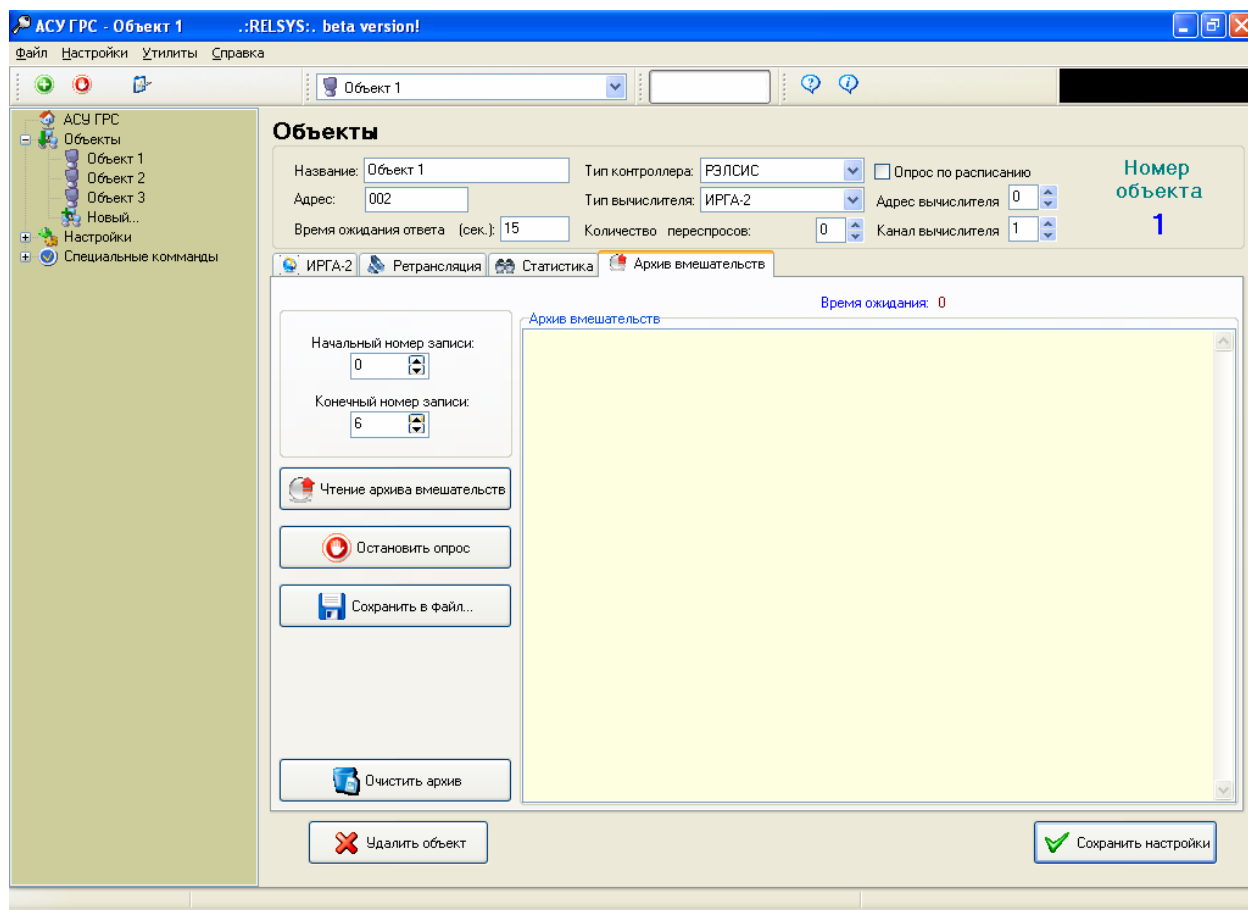 АСУ ГРС - Объект 1 .:RELSYS:. beta version!
Файл Настройки Утилиты Справка
Объект 1
АСУ ГРС
Объекты
Объект 1
Объект 2
Объект 3
Новый...
Настройки
Специальные комманды
Объекты
Название: Объект 1 Тип контроллера: РЭЛСИС Опрос по расписанию
Адрес: 002 Тип вычислителя: ИРГА-2 Адрес вычислителя 0
Время ожидания ответа (сек.): 15 Количество переспросов: 0 Канал вычислителя 1
Номер
объекта
1
ИРГА-2 Ретрансляция Статистика Архив вмешательств
Время ожидания: 0
Архив вмешательств
Начальный номер записи:
0
Конечный номер записи:
6
Чтение архива вмешательств
Остановить опрос
Сохранить в файл...
Очистить архив
Удалить объект
Сохранить настройки